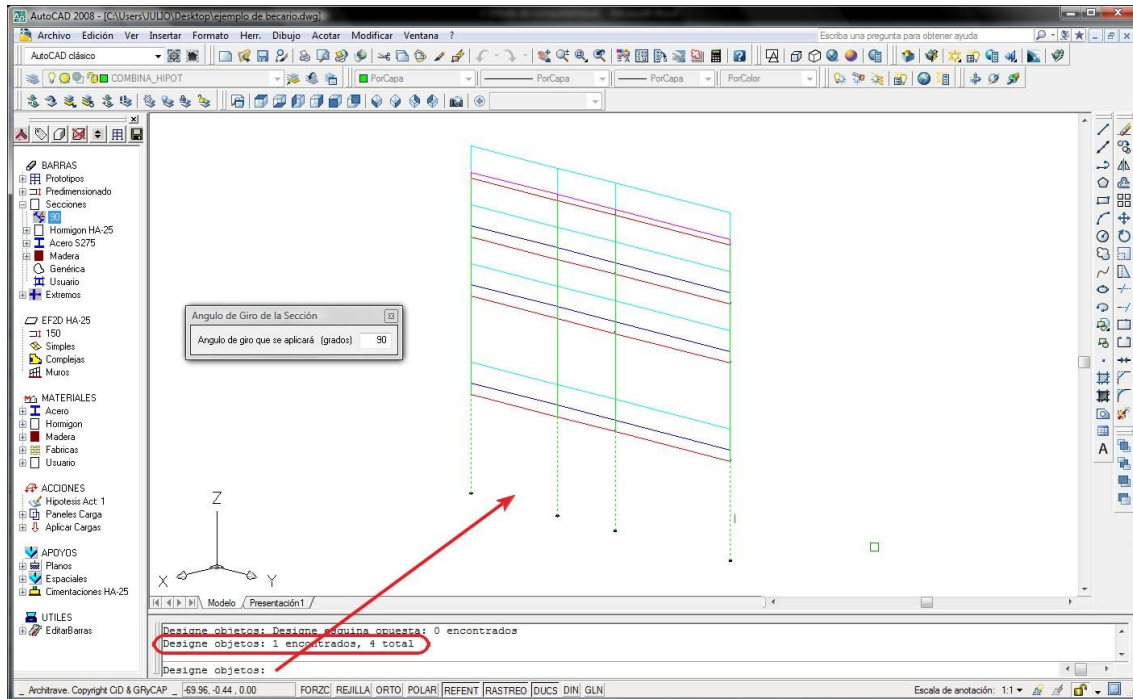 AutoCAD 2008 - [C:\Users\JULIO\Desktop\ejemplo de becario.dwg]
Archivo Edición Ver Insertar Formato Herr. Dibujo Acotar Modificar Ventana ?
Escriba una pregunta para obtener ayuda
AutoCAD clásico
COMBINA_HIPOT
PorCapa
PorCapa
PorCapa
PorColor
BARRAS
Prototipos
Predimensionado
Secciones
90
Hormigon HA-25
Acero S275
Madera
Genérica
Usuario
Extremos
EF2D HA-25
150
Simples
Complejas
Muros
MATERIALES
Acero
Hormigon
Madera
Fabricas
Usuario
ACCIONES
Hipotesis Act: 1
Paneles Carga
Aplicar Cargas
APOYOS
Planos
Espaciales
Cimentaciones HA-25
UTILES
EditarBarras
Angulo de Giro de la Sección
Angulo de giro que se aplicará (grados) 90
Z
X
Y
Modelo
Presentación1
Designe objetos: Designe esquina opuesta: 0 encontrados
Designe objetos: 1 encontrados, 4 total
Designe objetos:
_ Architrave. Copyright CiD & GRyCAP _ -69.96, -0.44 , 0.00 FORZC REJILLA ORTO POLAR REFENT RASTREO DUCS DIN GLN Escala de anotación: 1:1